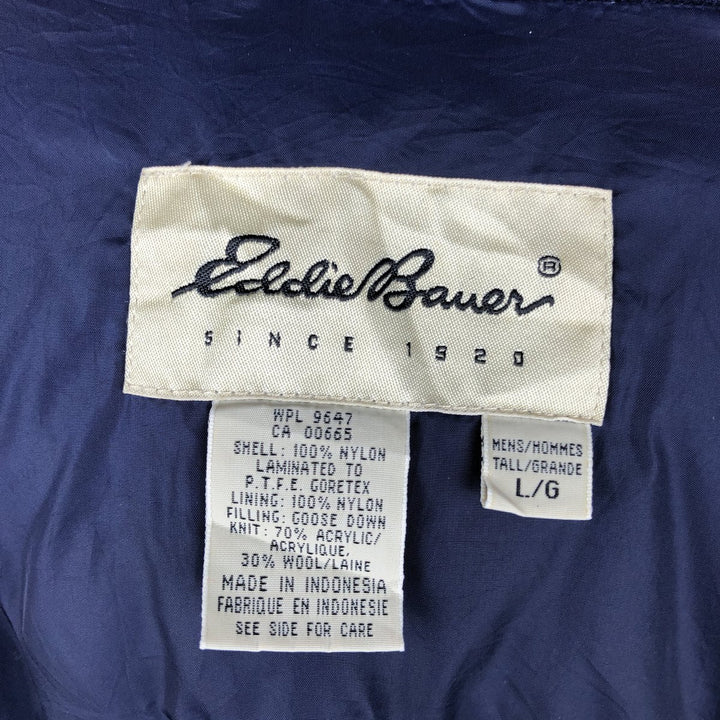 Eddie Bauer®
SINCE 1920
WPL 9647
CA 00665
SHELL: 100% NYLON
LAMINATED TO
P.T.F.E. GORETEX
LINING: 100% NYLON
FILLING: GOOSE DOWN
KNIT: 70% ACRYLIC/
ACRYLIQUE,
30% WOOL/LAINE
MADE IN INDONESIA
FABRIQUE EN INDONESIE
SEE SIDE FOR CARE
MENS/HOMMES
TALL/GRANDE
L/G